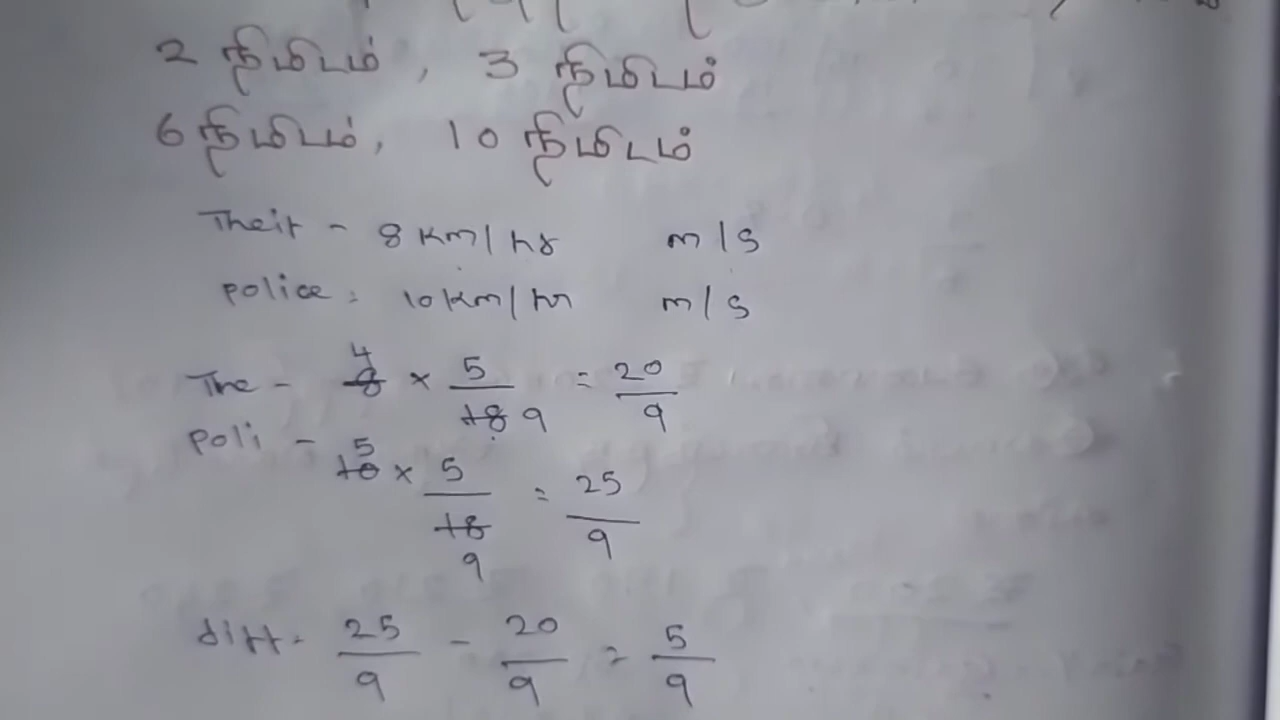 2 நிமிடம், 3 நிமிடம்
6 நிமிடம், 10 நிமிடம்
Theif - 8 km/hr m/s
police = 10 km/hr m/s
The - 8 4 × 5/18 9 = 20/9
poli - 10 5 × 5/18 9 = 25/9
diff = 25/9 - 20/9 = 5/9